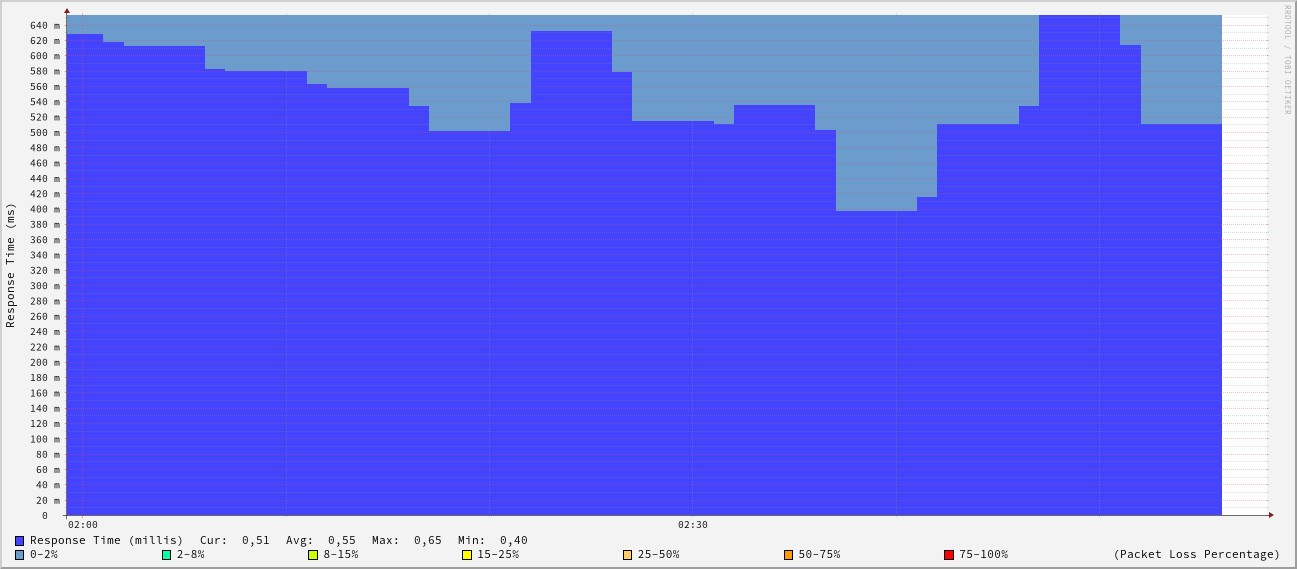 RRDTOOL / TOBI OETIKER
Response Time (ms)
640 m
620 m
600 m
580 m
560 m
540 m
520 m
500 m
480 m
460 m
440 m
420 m
400 m
380 m
360 m
340 m
320 m
300 m
280 m
260 m
240 m
220 m
200 m
180 m
160 m
140 m
120 m
100 m
80 m
60 m
40 m
20 m
0
02:00 02:30
Response Time (millis) Cur: 0,51 Avg: 0,55 Max: 0,65 Min: 0,40
0-2% 2-8% 8-15% 15-25% 25-50% 50-75% 75-100% (Packet Loss Percentage)